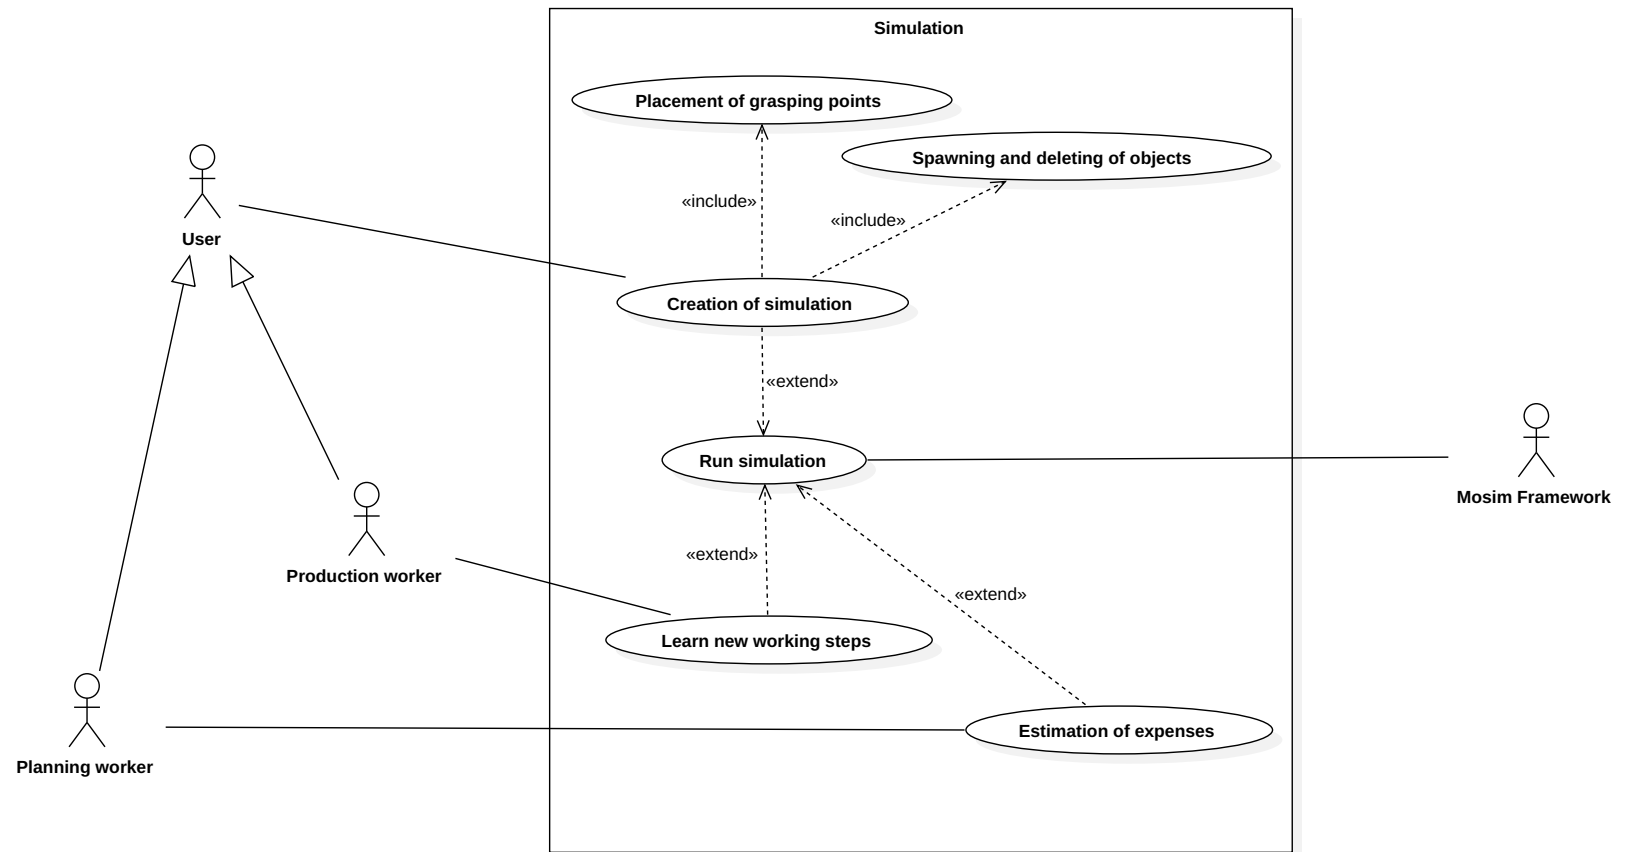 Simulation
Placement of grasping points
Spawning and deleting of objects
«include»
«include»
User
Creation of simulation
«extend»
Run simulation
Mosim Framework
«extend»
Production worker
«extend»
Learn new working steps
Estimation of expenses
Planning worker